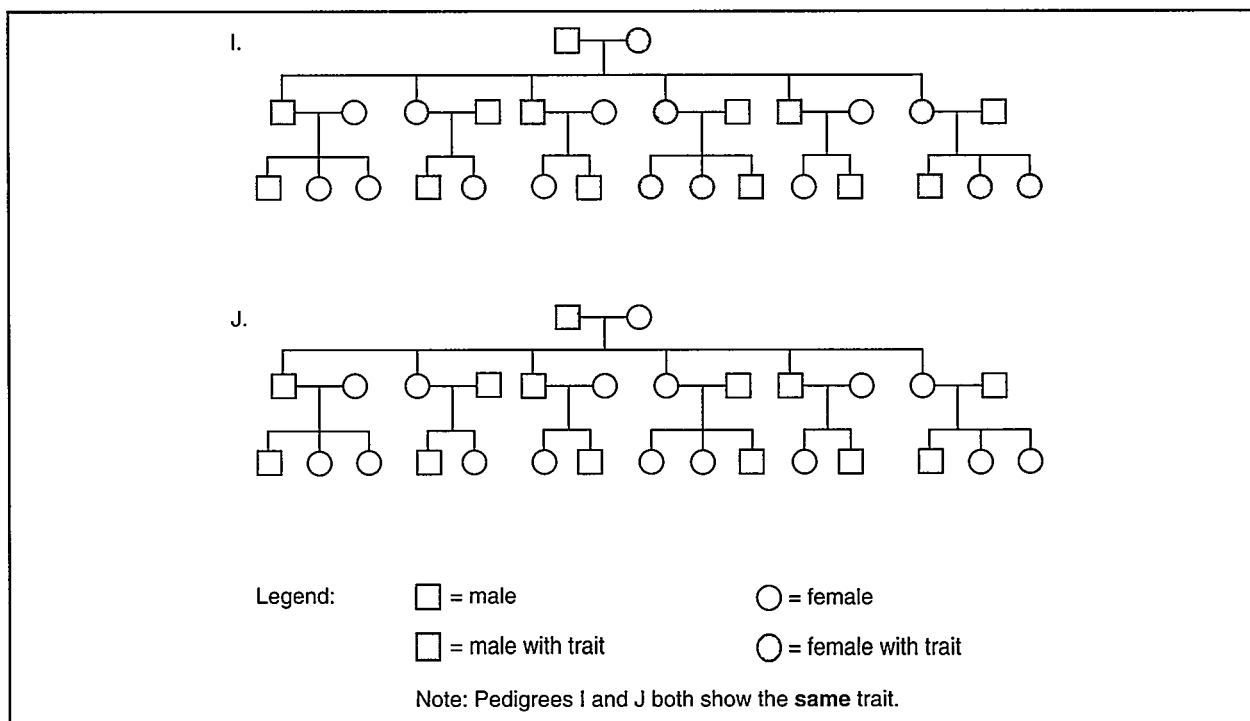 I.
J.
Legend:
= male
= female
= male with trait
= female with trait
Note: Pedigrees I and J both show the same trait.